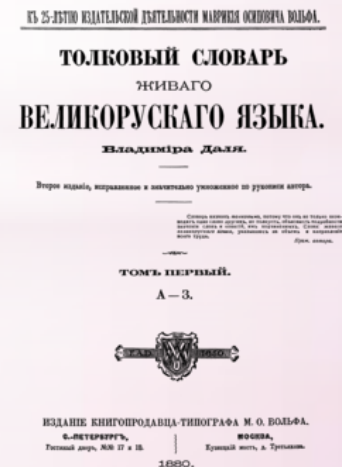 КЪ 25-ЛѢТІЮ ИЗДАТЕЛЬСКОЙ ДѢЯТЕЛЬНОСТИ МАВРИКІЯ ОСИПОВИЧА ВОЛЬФА.
ТОЛКОВЫЙ СЛОВАРЬ
ЖИВАГО
ВЕЛИКОРУСКАГО ЯЗЫКА.
Владиміра Даля.
Второе изданіе, исправленное и значительно умноженное по рукописи автора.
ТОМЪ ПЕРВЫЙ.
А—З.
ИЗДАНІЕ КНИГОПРОДАВЦА-ТИПОГРАФА М. О. ВОЛЬФА.
С.-ПЕТЕРБУРГЪ, МОСКВА,
Гостиный дворъ, №№ 17 и 18. Кузнецкій мостъ, д. Третьякова.
1880.